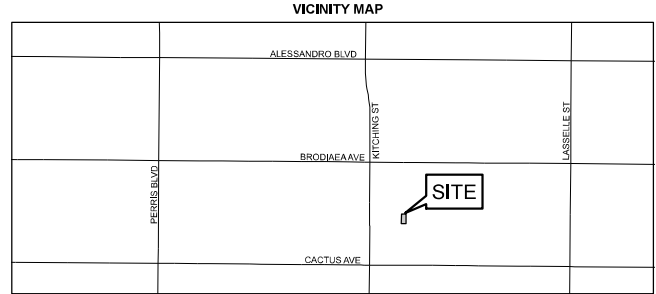 VICINITY MAP
ALESSANDRO BLVD
KITCHING ST
LASSELLE ST
BRODIAEA AVE
PERRIS BLVD
SITE
CACTUS AVE